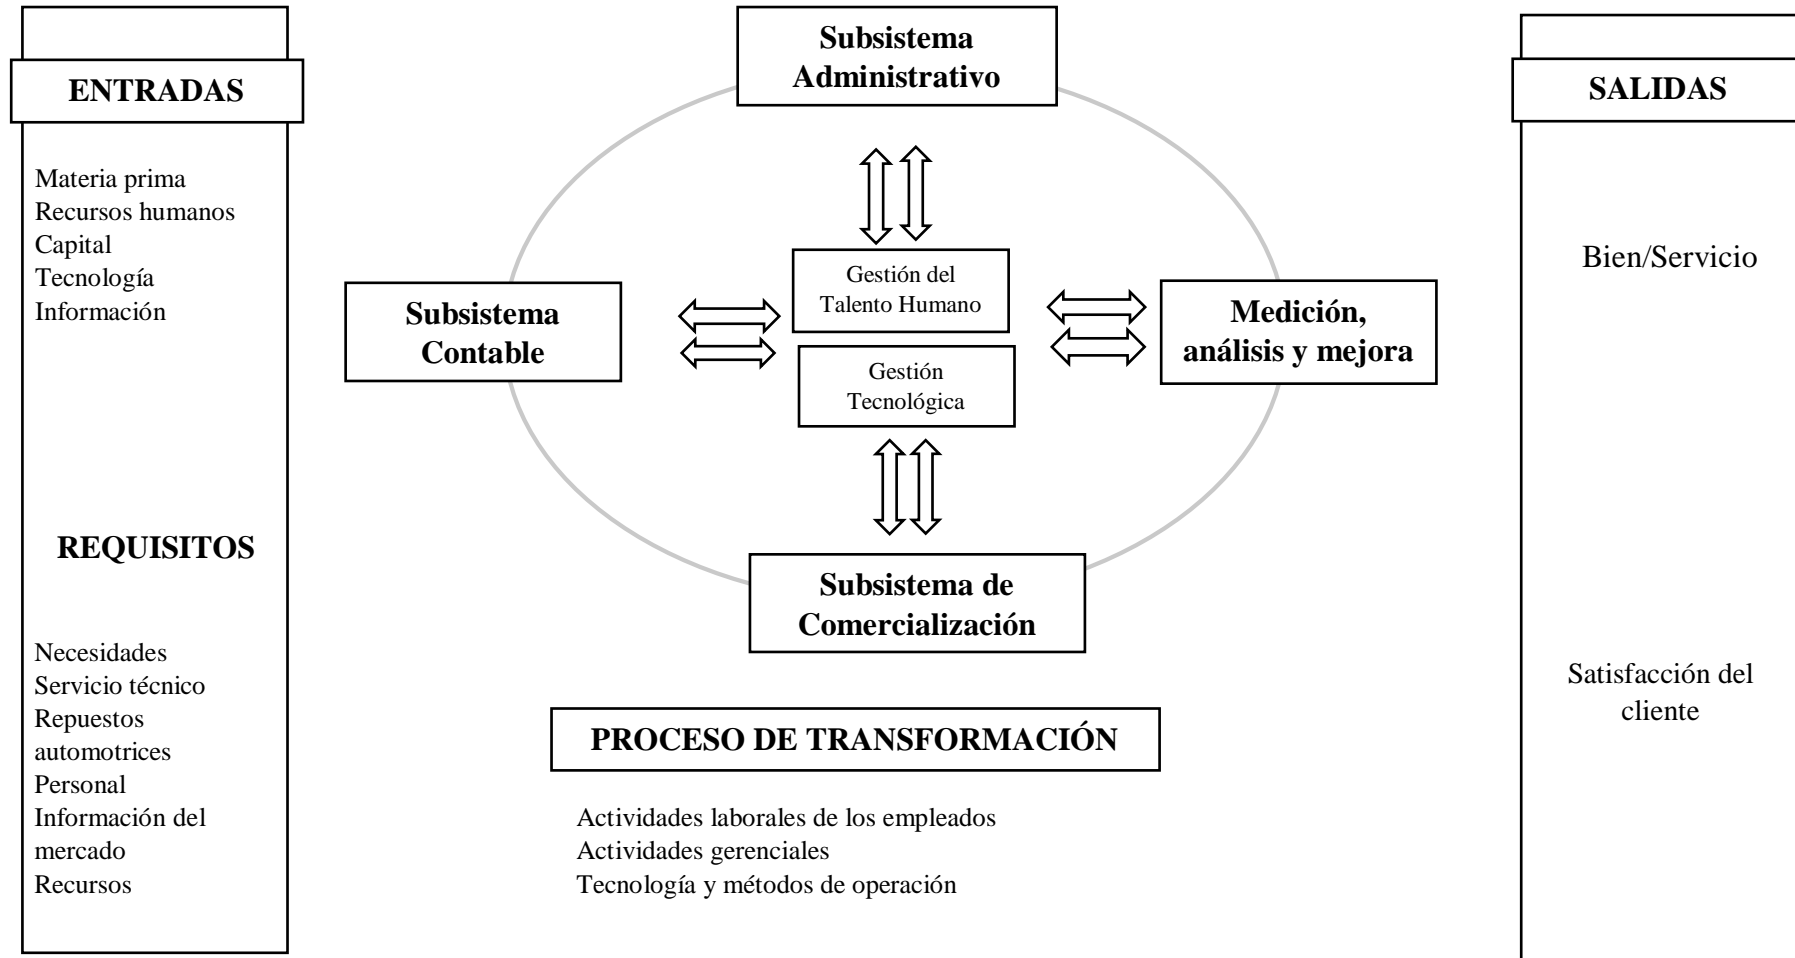 ENTRADAS
Materia prima
Recursos humanos
Capital
Tecnología
Información
REQUISITOS
Necesidades
Servicio técnico
Repuestos
automotrices
Personal
Información del
mercado
Recursos
Subsistema
Administrativo
Subsistema
Contable
Gestión del
Talento Humano
Gestión
Tecnológica
Medición,
análisis y mejora
Subsistema de
Comercialización
PROCESO DE TRANSFORMACIÓN
Actividades laborales de los empleados
Actividades gerenciales
Tecnología y métodos de operación
SALIDAS
Bien/Servicio
Satisfacción del
cliente